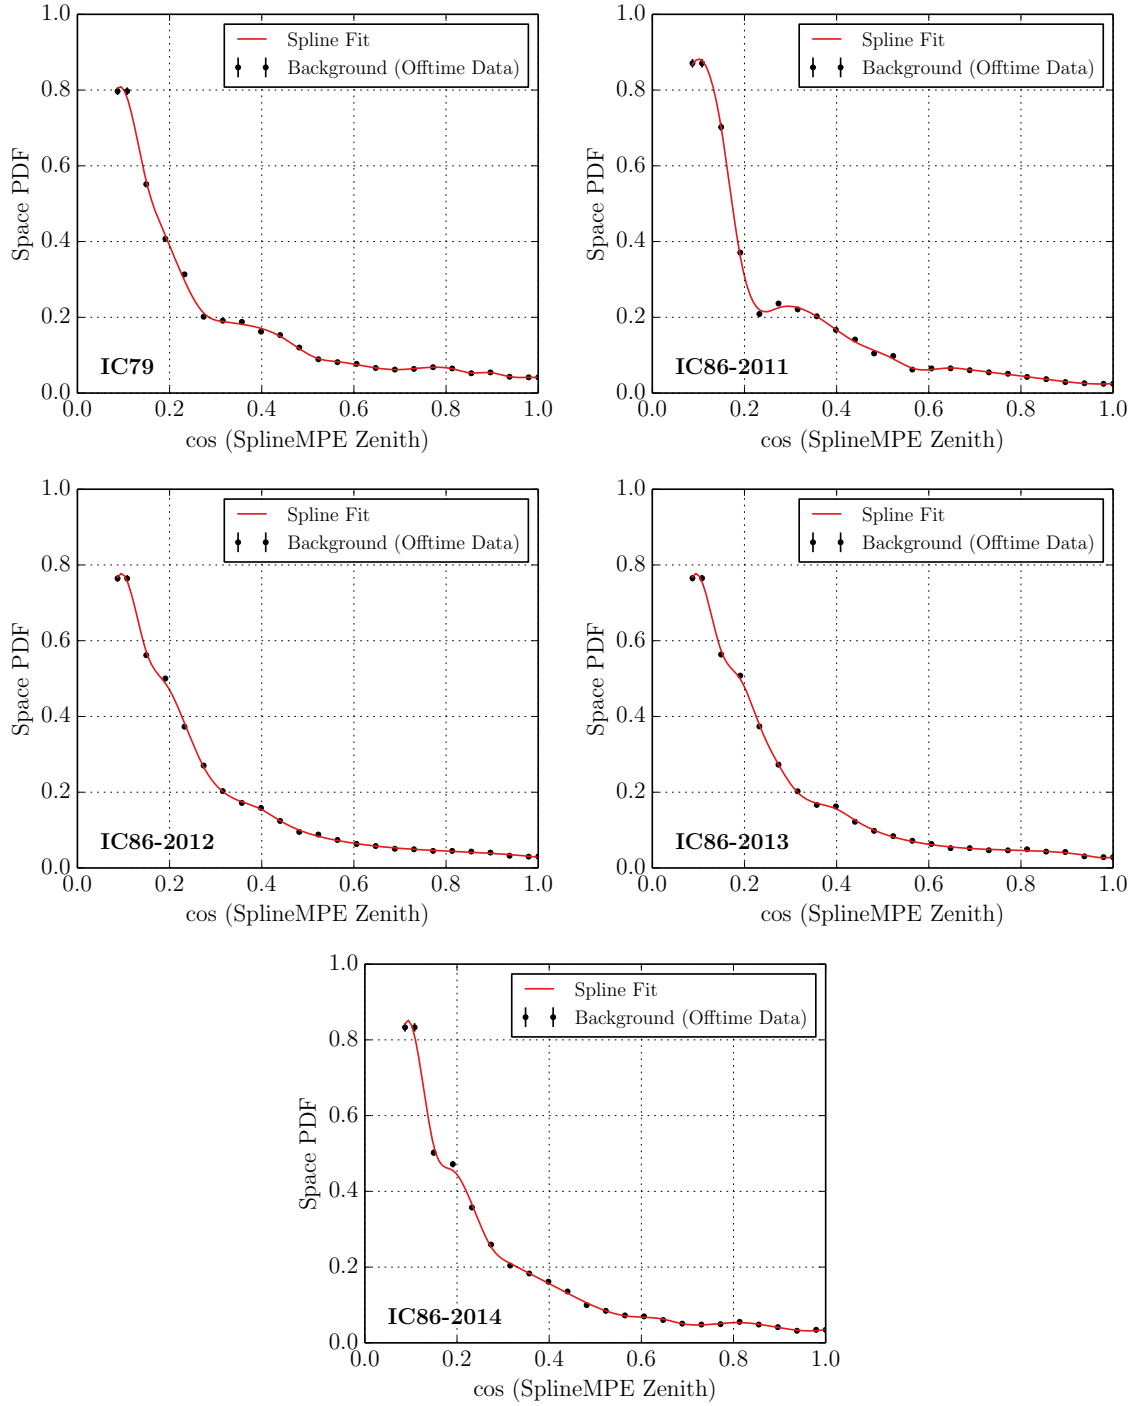 1.0
0.8
0.6
0.4
0.2
0.0
Space PDF
Spline Fit
Background (Offtime Data)
IC79
0.0 0.2 0.4 0.6 0.8 1.0
cos (SplineMPE Zenith)
1.0
0.8
0.6
0.4
0.2
0.0
Space PDF
Spline Fit
Background (Offtime Data)
IC86-2011
0.0 0.2 0.4 0.6 0.8 1.0
cos (SplineMPE Zenith)
1.0
0.8
0.6
0.4
0.2
0.0
Space PDF
Spline Fit
Background (Offtime Data)
IC86-2012
0.0 0.2 0.4 0.6 0.8 1.0
cos (SplineMPE Zenith)
1.0
0.8
0.6
0.4
0.2
0.0
Space PDF
Spline Fit
Background (Offtime Data)
IC86-2013
0.0 0.2 0.4 0.6 0.8 1.0
cos (SplineMPE Zenith)
1.0
0.8
0.6
0.4
0.2
0.0
Space PDF
Spline Fit
Background (Offtime Data)
IC86-2014
0.0 0.2 0.4 0.6 0.8 1.0
cos (SplineMPE Zenith)